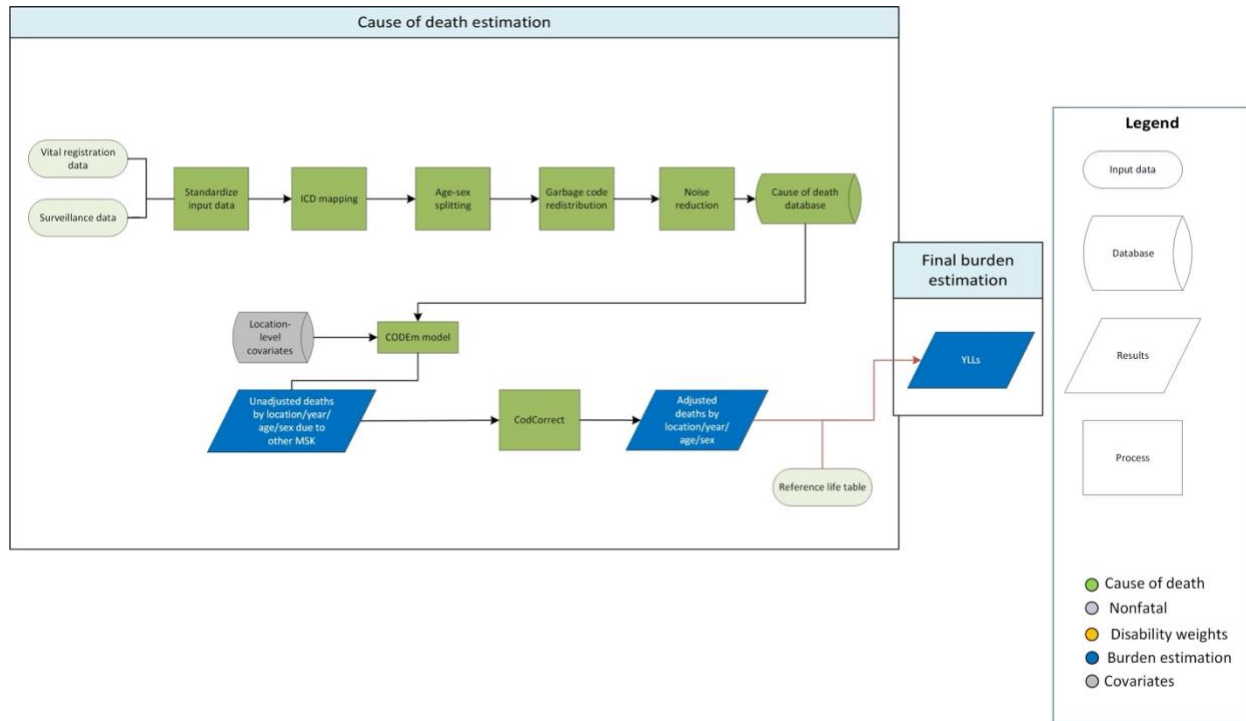 Cause of death estimation
Vital registration
data
Surveillance data
Standardize
input data
ICD mapping
Age-sex
splitting
Garbage code
redistribution
Noise
reduction
Cause of death
database
Location-
level
covariates
CODEm model
Unadjusted deaths
by location/year/
age/sex due to
other MSK
CodCorrect
Adjusted
deaths by
location/year/
age/sex
Reference life table
Final burden
estimation
YLLs
Legend
Input data
Database
Results
Process
Cause of death
Nonfatal
Disability weights
Burden estimation
Covariates